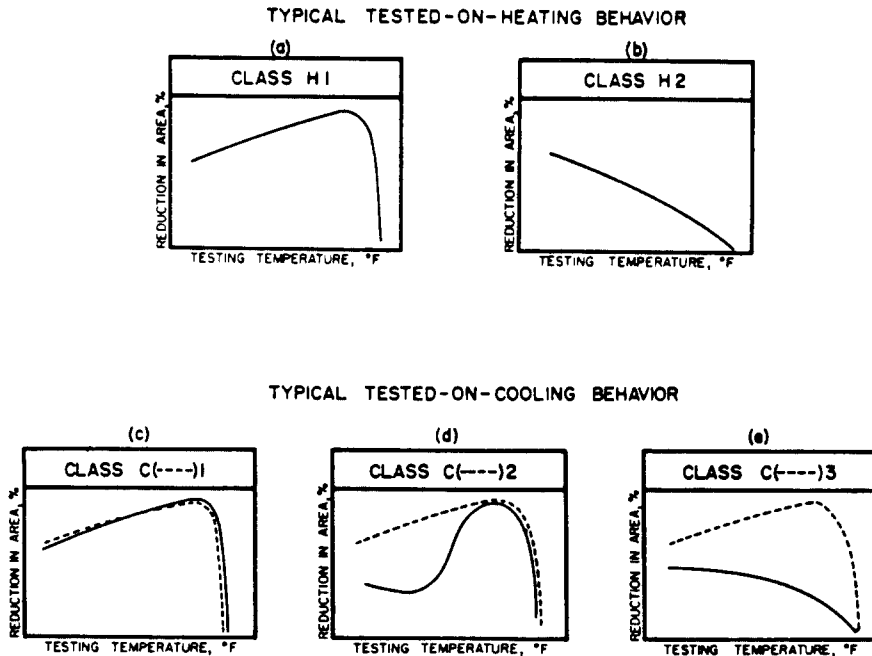 TYPICAL TESTED-ON-HEATING BEHAVIOR
(a)
CLASS H1
REDUCTION IN AREA, %
TESTING TEMPERATURE, °F
(b)
CLASS H2
REDUCTION IN AREA, %
TESTING TEMPERATURE, °F
TYPICAL TESTED-ON-COOLING BEHAVIOR
(c)
CLASS C(----)1
REDUCTION IN AREA, %
TESTING TEMPERATURE, °F
(d)
CLASS C(----)2
REDUCTION IN AREA, %
TESTING TEMPERATURE, °F
(e)
CLASS C(----)3
REDUCTION IN AREA, %
TESTING TEMPERATURE, °F